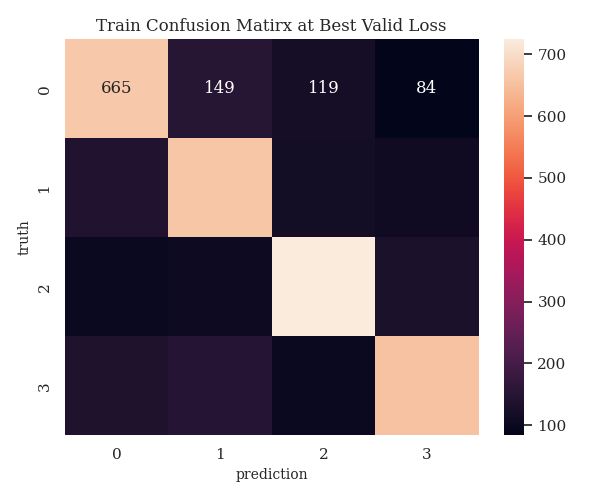 Train Confusion Matirx at Best Valid Loss
0 665 149 119 84
1
2
3
truth
0 1 2 3
prediction
700
600
500
400
300
200
100